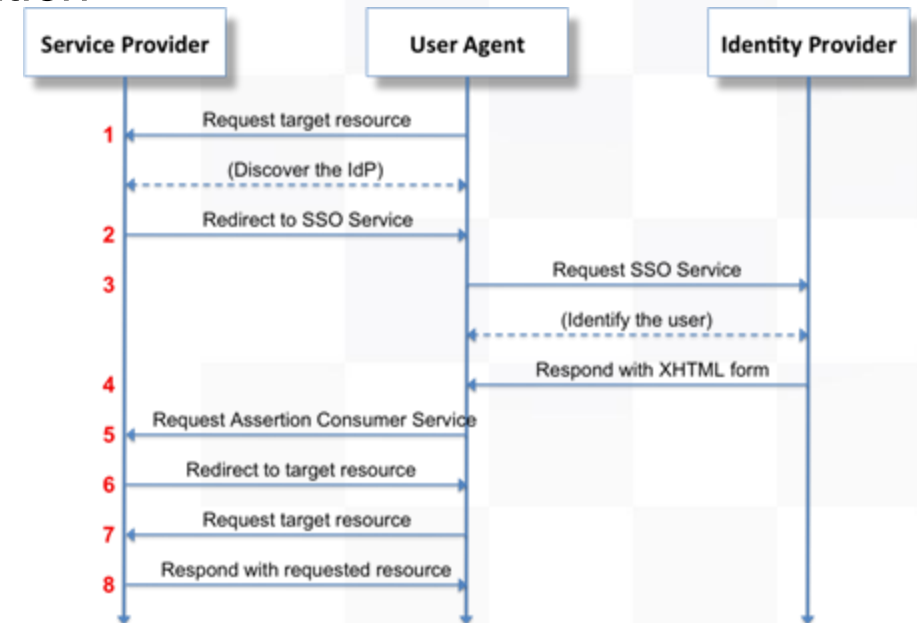 Service Provider
User Agent
Identity Provider
1 Request target resource
(Discover the IdP)
2 Redirect to SSO Service
3 Request SSO Service
(Identify the user)
4 Respond with XHTML form
5 Request Assertion Consumer Service
6 Redirect to target resource
7 Request target resource
8 Respond with requested resource